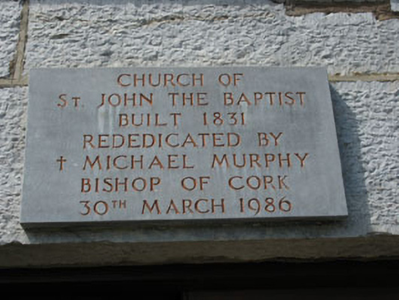 CHURCH OF
ST. JOHN THE BAPTIST
BUILT 1831
REDEDICATED BY
† MICHAEL MURPHY
BISHOP OF CORK
30TH MARCH 1986